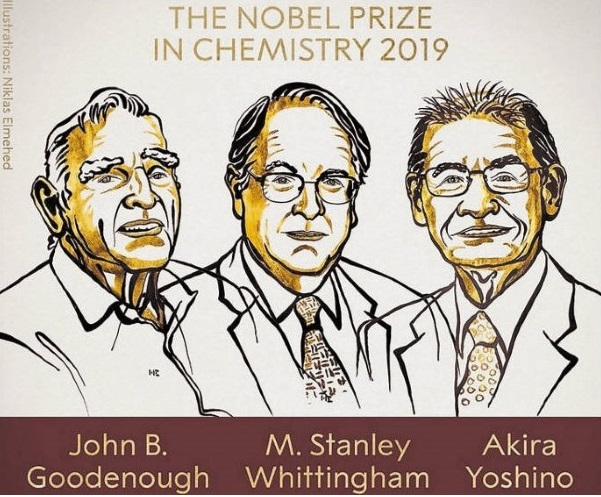 THE NOBEL PRIZE
IN CHEMISTRY 2019
Illustrations: Niklas Elmehed
John B.
Goodenough
M. Stanley
Whittingham
Akira
Yoshino